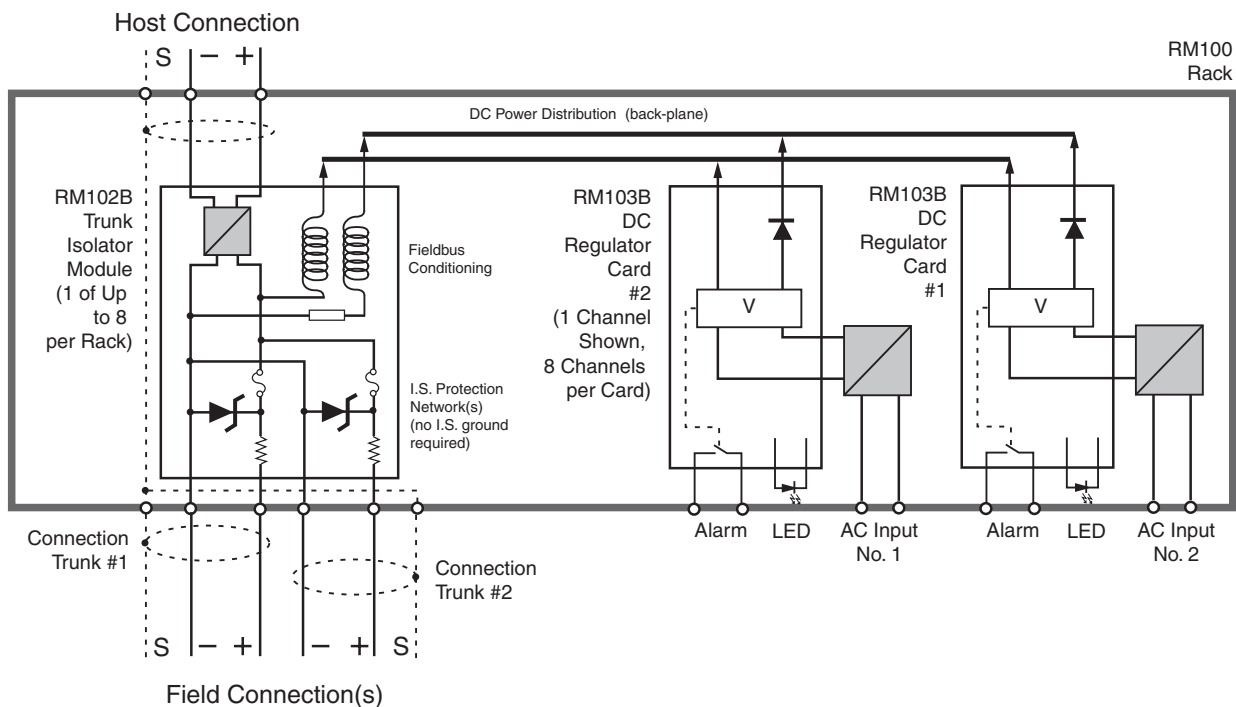 Host Connection
S – +
RM100
Rack
DC Power Distribution (back-plane)
RM102B
Trunk
Isolator
Module
(1 of Up
to 8
per Rack)
Fieldbus
Conditioning
I.S. Protection
Network(s)
(no I.S. ground
required)
RM103B
DC
Regulator
Card
#2
(1 Channel
Shown,
8 Channels
per Card)
V
RM103B
DC
Regulator
Card
#1
V
Alarm
LED
AC Input
No. 1
Alarm
LED
AC Input
No. 2
Connection
Trunk #1
Connection
Trunk #2
S – + – + S
Field Connection(s)